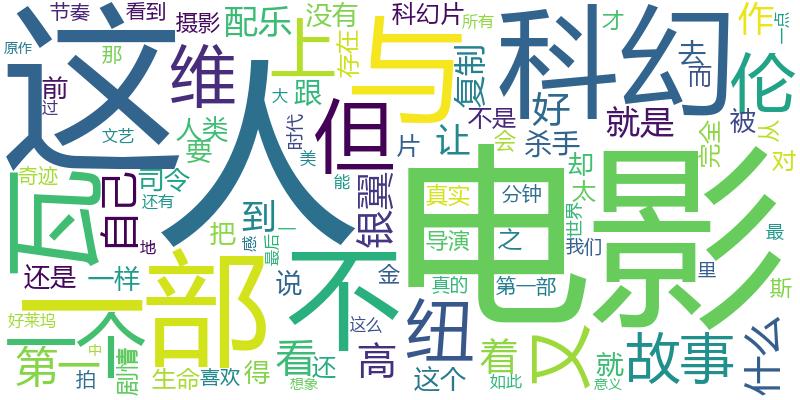 节奏
看到
摄影
配乐
没有
科幻片
所有
才
作
一点
原作
那
这
维
上
存在
与
复制
科幻
去
而
伦
前
过
文艺
人类
要
人
时代
大
跟
但
片
让
不是
会
好
杀手
就是
完全
被
从
对
奇迹
司令
还有
美
能
却
太
瓦
自己
地
把
到
感
最后
一
银翼
真实
导演
分钟
之
世界
我们
电影
里
最
斯
还是
一样
部
说
不
金
真的
第一部
好莱坞
一个
这么
纽
又
故事
什么
第一
中
剧情
拍
生命
喜欢
得
看
还
想象
高
这个
着
如此
就
意义